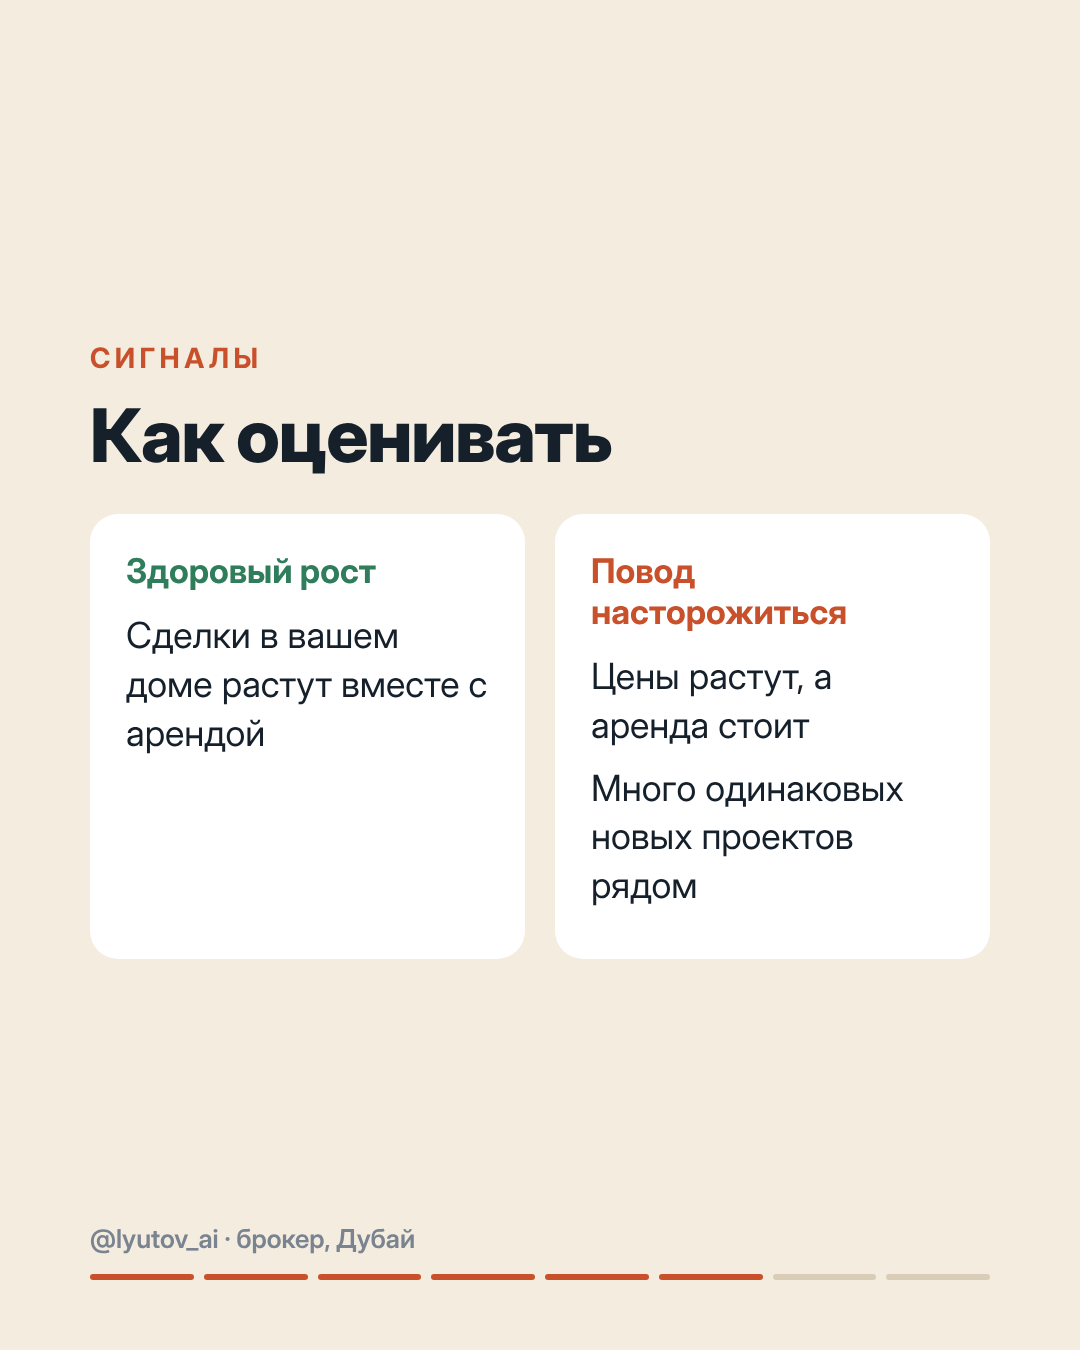 СИГНАЛЫ
Как оценивать
Здоровый рост
Сделки в вашем
доме растут вместе с
арендой
Повод
насторожиться
Цены растут, а
аренда стоит
Много одинаковых
новых проектов
рядом
@lyutov_ai · брокер, Дубай